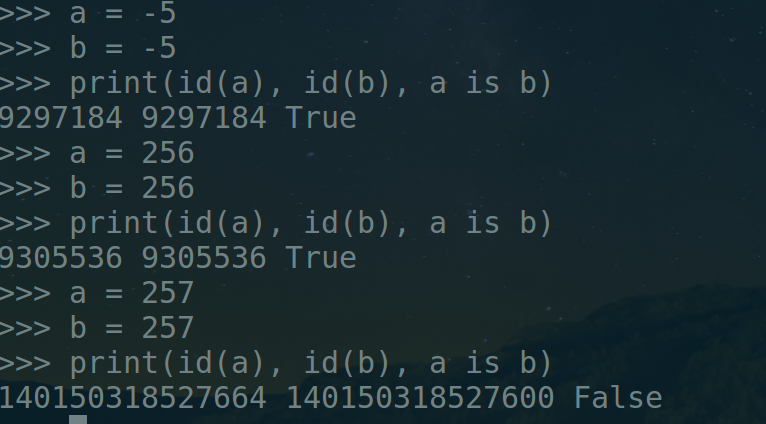 >>> a = -5
>>> b = -5
>>> print(id(a), id(b), a is b)
9297184 9297184 True
>>> a = 256
>>> b = 256
>>> print(id(a), id(b), a is b)
9305536 9305536 True
>>> a = 257
>>> b = 257
>>> print(id(a), id(b), a is b)
140150318527664 140150318527600 False